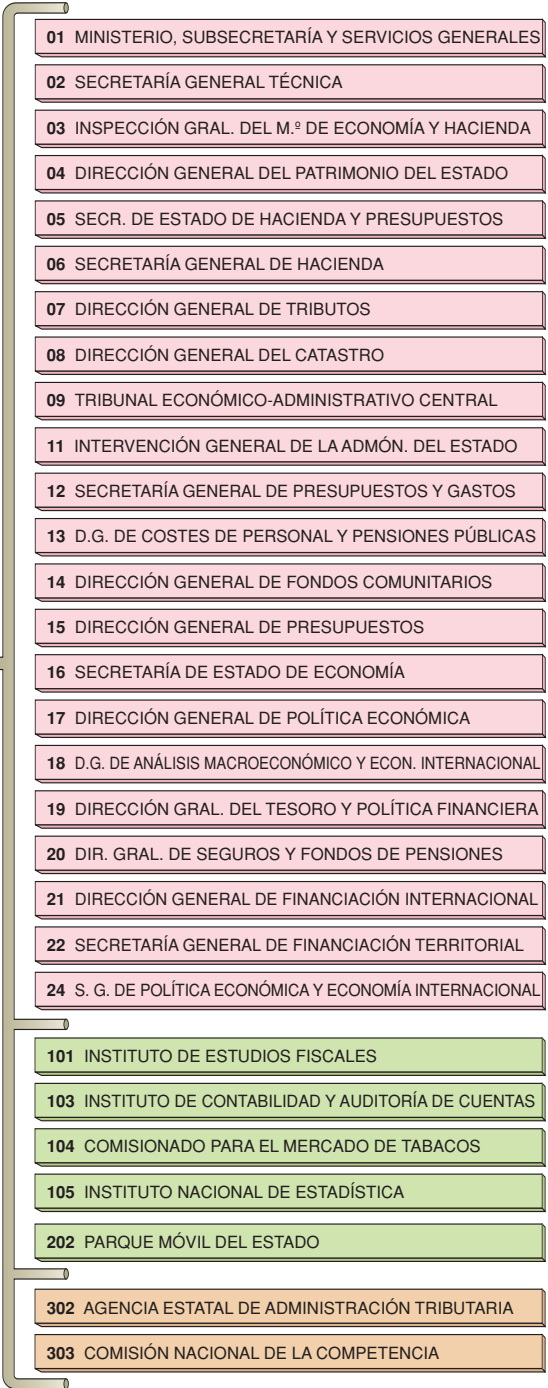 01 MINISTERIO, SUBSECRETARÍA Y SERVICIOS GENERALES
02 SECRETARÍA GENERAL TÉCNICA
03 INSPECCIÓN GRAL. DEL M.º DE ECONOMÍA Y HACIENDA
04 DIRECCIÓN GENERAL DEL PATRIMONIO DEL ESTADO
05 SECR. DE ESTADO DE HACIENDA Y PRESUPUESTOS
06 SECRETARÍA GENERAL DE HACIENDA
07 DIRECCIÓN GENERAL DE TRIBUTOS
08 DIRECCIÓN GENERAL DEL CATASTRO
09 TRIBUNAL ECONÓMICO-ADMINISTRATIVO CENTRAL
11 INTERVENCIÓN GENERAL DE LA ADMÓN. DEL ESTADO
12 SECRETARÍA GENERAL DE PRESUPUESTOS Y GASTOS
13 D.G. DE COSTES DE PERSONAL Y PENSIONES PÚBLICAS
14 DIRECCIÓN GENERAL DE FONDOS COMUNITARIOS
15 DIRECCIÓN GENERAL DE PRESUPUESTOS
16 SECRETARÍA DE ESTADO DE ECONOMÍA
17 DIRECCIÓN GENERAL DE POLÍTICA ECONÓMICA
18 D.G. DE ANÁLISIS MACROECONÓMICO Y ECON. INTERNACIONAL
19 DIRECCIÓN GRAL. DEL TESORO Y POLÍTICA FINANCIERA
20 DIR. GRAL. DE SEGUROS Y FONDOS DE PENSIONES
21 DIRECCIÓN GENERAL DE FINANCIACIÓN INTERNACIONAL
22 SECRETARÍA GENERAL DE FINANCIACIÓN TERRITORIAL
24 S. G. DE POLÍTICA ECONÓMICA Y ECONOMÍA INTERNACIONAL
101 INSTITUTO DE ESTUDIOS FISCALES
103 INSTITUTO DE CONTABILIDAD Y AUDITORÍA DE CUENTAS
104 COMISIONADO PARA EL MERCADO DE TABACOS
105 INSTITUTO NACIONAL DE ESTADÍSTICA
202 PARQUE MÓVIL DEL ESTADO
302 AGENCIA ESTATAL DE ADMINISTRACIÓN TRIBUTARIA
303 COMISIÓN NACIONAL DE LA COMPETENCIA